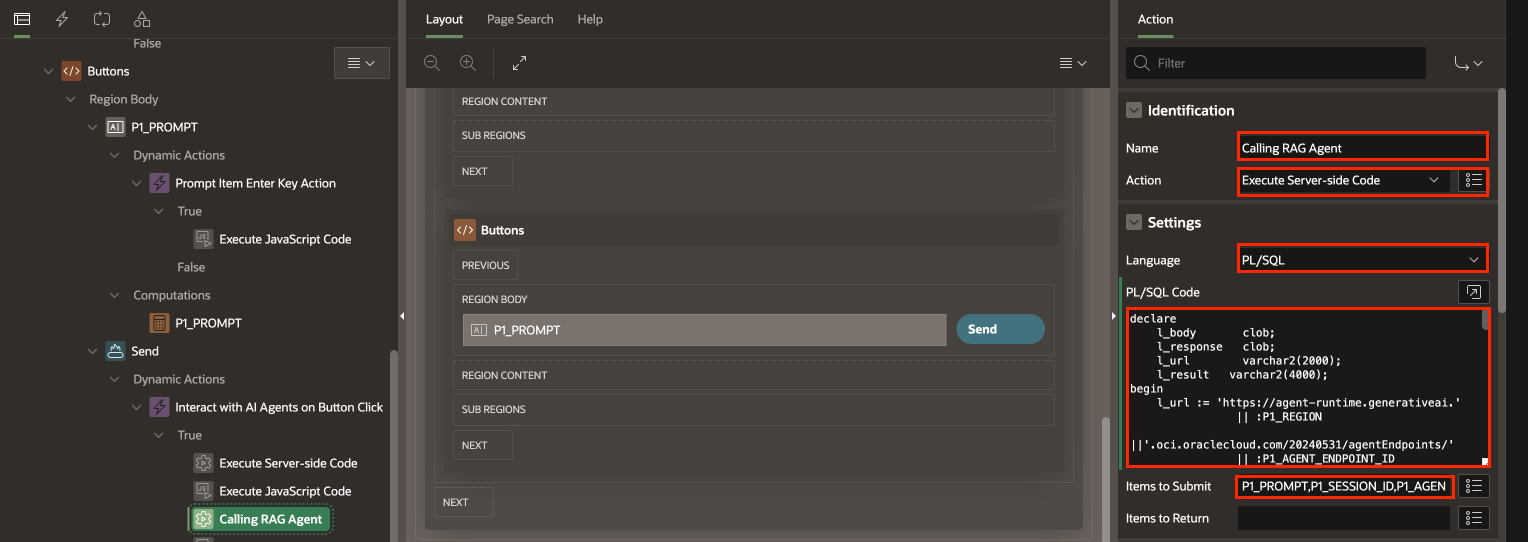 False
Buttons
Region Body
P1_PROMPT
Dynamic Actions
Prompt Item Enter Key Action
True
Execute JavaScript Code
False
Computations
P1_PROMPT
Send
Dynamic Actions
Interact with AI Agents on Button Click
True
Execute Server-side Code
Execute JavaScript Code
Calling RAG Agent
Layout Page Search Help
REGION CONTENT
SUB REGIONS
NEXT
Buttons
PREVIOUS
REGION BODY
P1_PROMPT Send
REGION CONTENT
SUB REGIONS
NEXT
NEXT
Action
Filter
Identification
Name Calling RAG Agent
Action Execute Server-side Code
Settings
Language PL/SQL
PL/SQL Code
declare
l_body clob;
l_response clob;
l_url varchar2(2000);
l_result varchar2(4000);
begin
l_url := 'https://agent-runtime.generativeai.'
|| :P1_REGION
||'.oci.oraclecloud.com/20240531/agentEndpoints/'
|| :P1_AGENT_ENDPOINT_ID
Items to Submit P1_PROMPT,P1_SESSION_ID,P1_AGEN
Items to Return